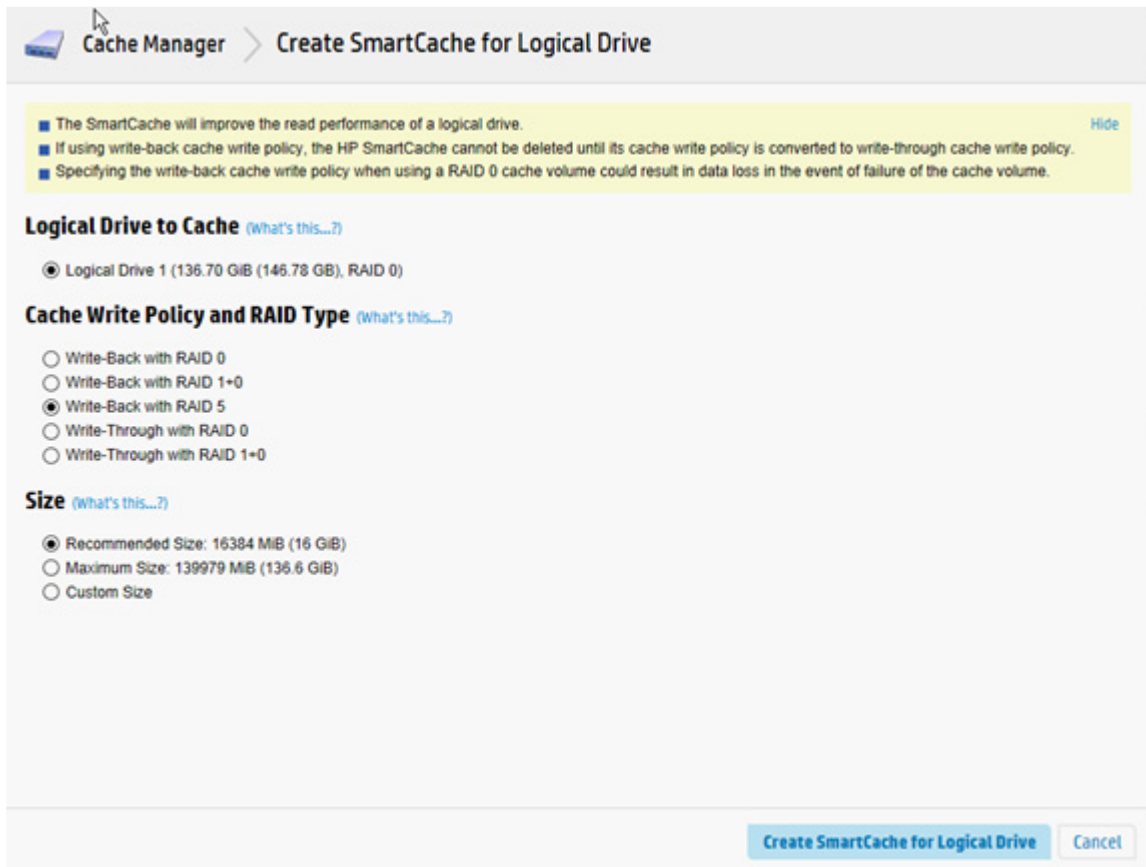 Cache Manager Create SmartCache for Logical Drive
The SmartCache will improve the read performance of a logical drive. Hide
If using write-back cache write policy, the HP SmartCache cannot be deleted until its cache write policy is converted to write-through cache write policy.
Specifying the write-back cache write policy when using a RAID 0 cache volume could result in data loss in the event of failure of the cache volume.
Logical Drive to Cache (What's this...?)
Logical Drive 1 (136.70 GiB (146.78 GB), RAID 0)
Cache Write Policy and RAID Type (What's this...?)
Write-Back with RAID 0
Write-Back with RAID 1+0
Write-Back with RAID 5
Write-Through with RAID 0
Write-Through with RAID 1+0
Size (What's this...?)
Recommended Size: 16384 MiB (16 GiB)
Maximum Size: 139979 MiB (136.6 GiB)
Custom Size
Create SmartCache for Logical Drive Cancel